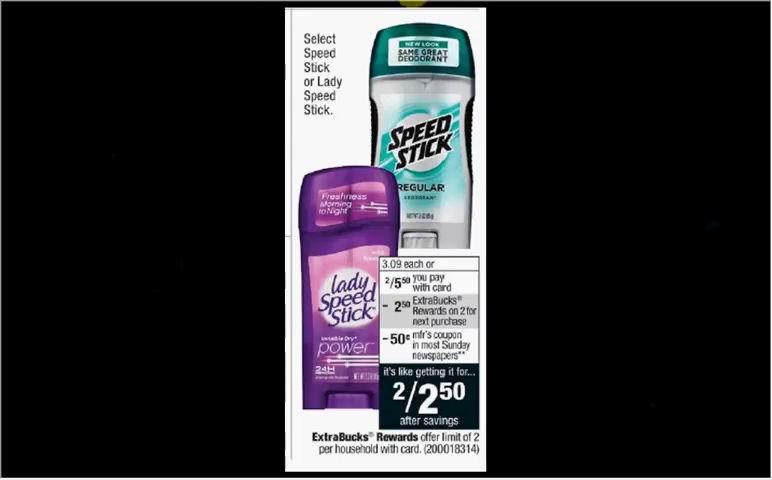 Select
Speed
Stick
or Lady
Speed
Stick.
NEW LOOK
SAME GREAT
DEODORANT
SPEED
STICK
REGULAR
DEODORANT
Freshness
Morning
to Night
lady
Speed
Stick
Invisible Dry
power
24H
3.09 each or
2/5.50 you pay
with card
- 2.50 ExtraBucks®
Rewards on 2 for
next purchase
-50¢ mfr's coupon
in most Sunday
newspapers**
it's like getting it for...
2/2.50
after savings
ExtraBucks® Rewards offer limit of 2
per household with card. (200018314)